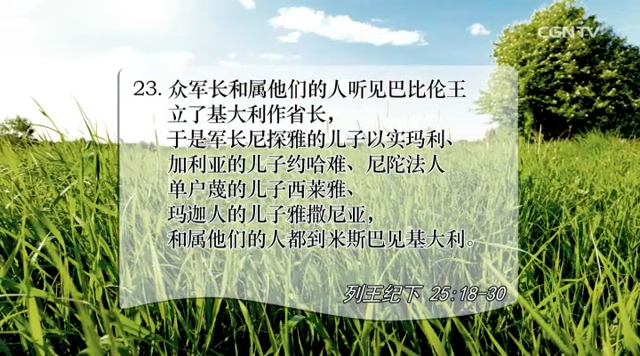 CGNTV
23. 众军长和属他们的人听见巴比伦王
立了基大利作省长，
于是军长尼探雅的儿子以实玛利、
加利亚的儿子约哈难、尼陀法人
单户蔑的儿子西莱雅、
玛迦人的儿子雅撒尼亚，
和属他们的人都到米斯巴见基大利。
列王纪下 25:18-30